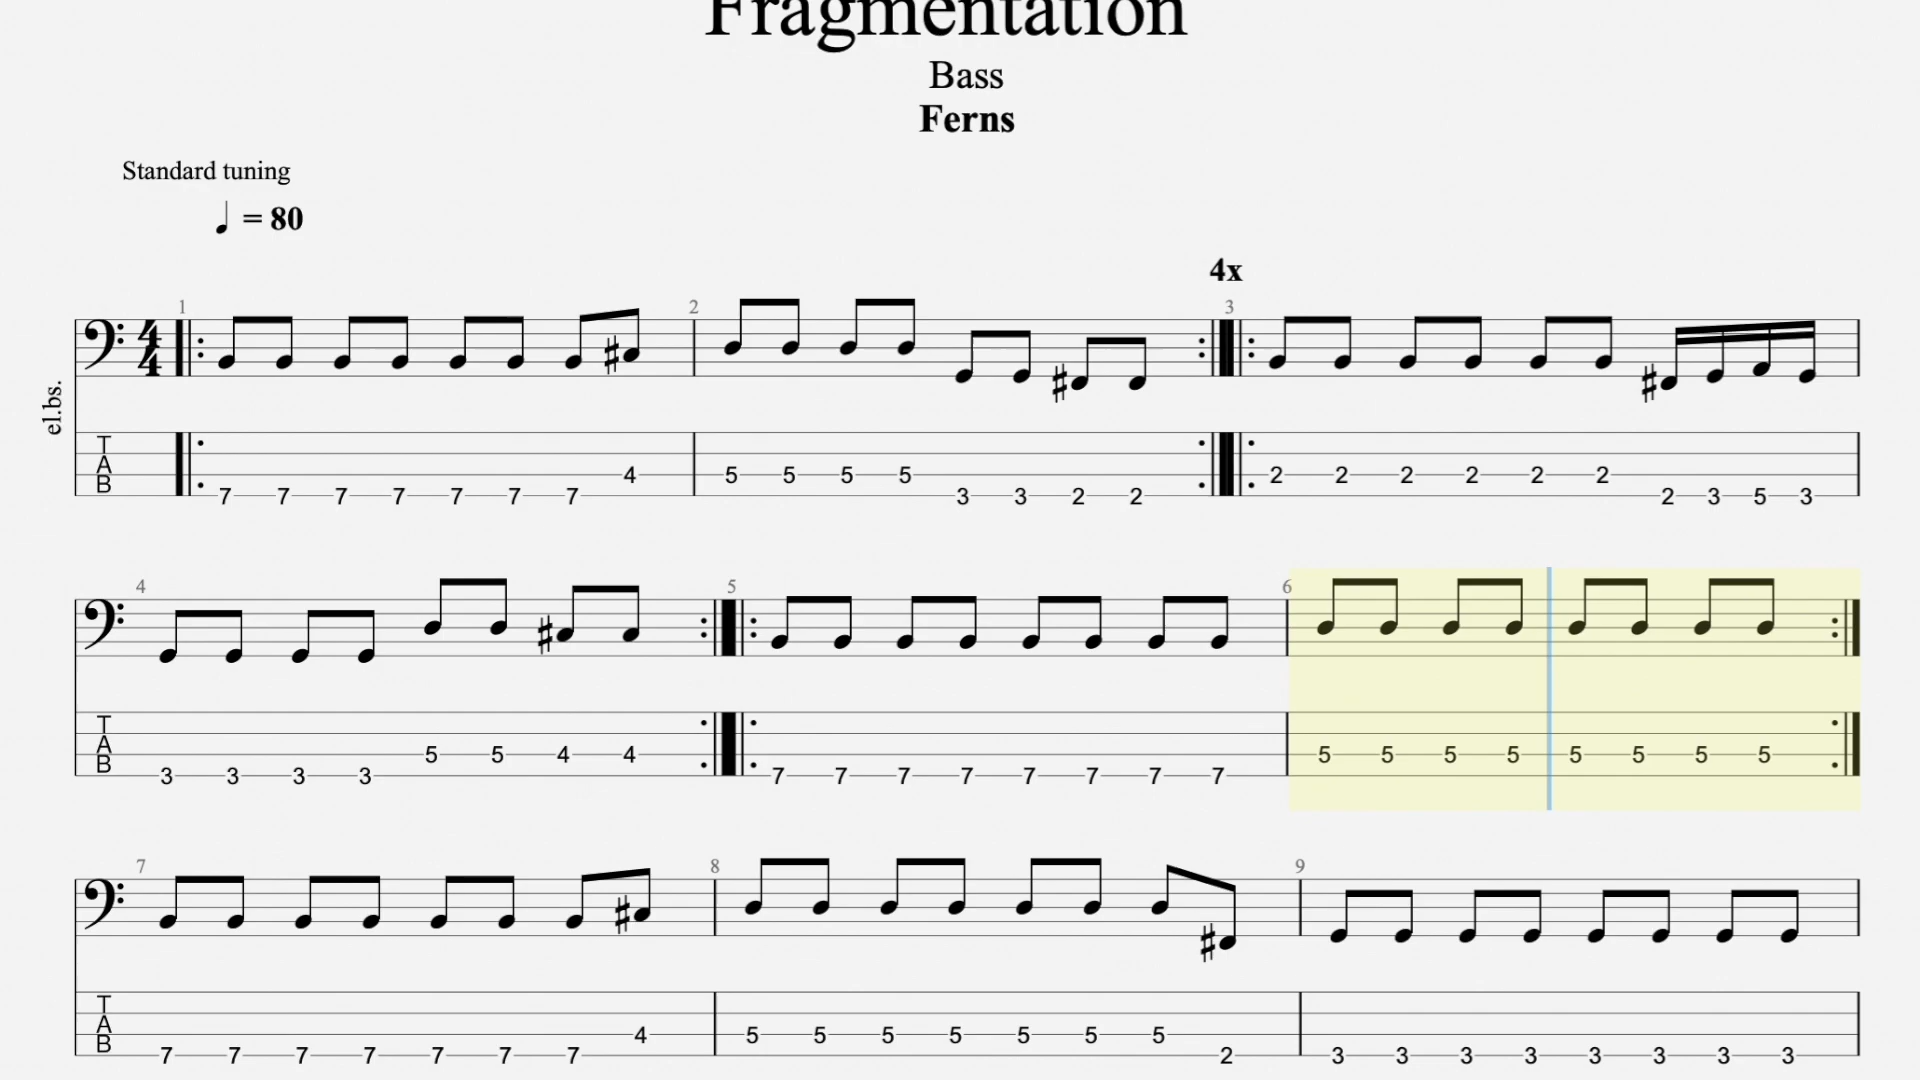 Fragmentation
Bass
Ferns
Standard tuning
= 80
4x
1 2 3
el.bs.
4
4
T
A
B
7 7 7 7 7 7 7 4 5 5 5 5 3 3 2 2 2 2 2 2 2 2 2 3 5 3
4 5 6
T
A
B
3 3 3 3 5 5 4 4 7 7 7 7 7 7 7 7 5 5 5 5 5 5 5 5
7 8 9
T
A
B
7 7 7 7 7 7 7 4 5 5 5 5 5 5 5 2 3 3 3 3 3 3 3 3